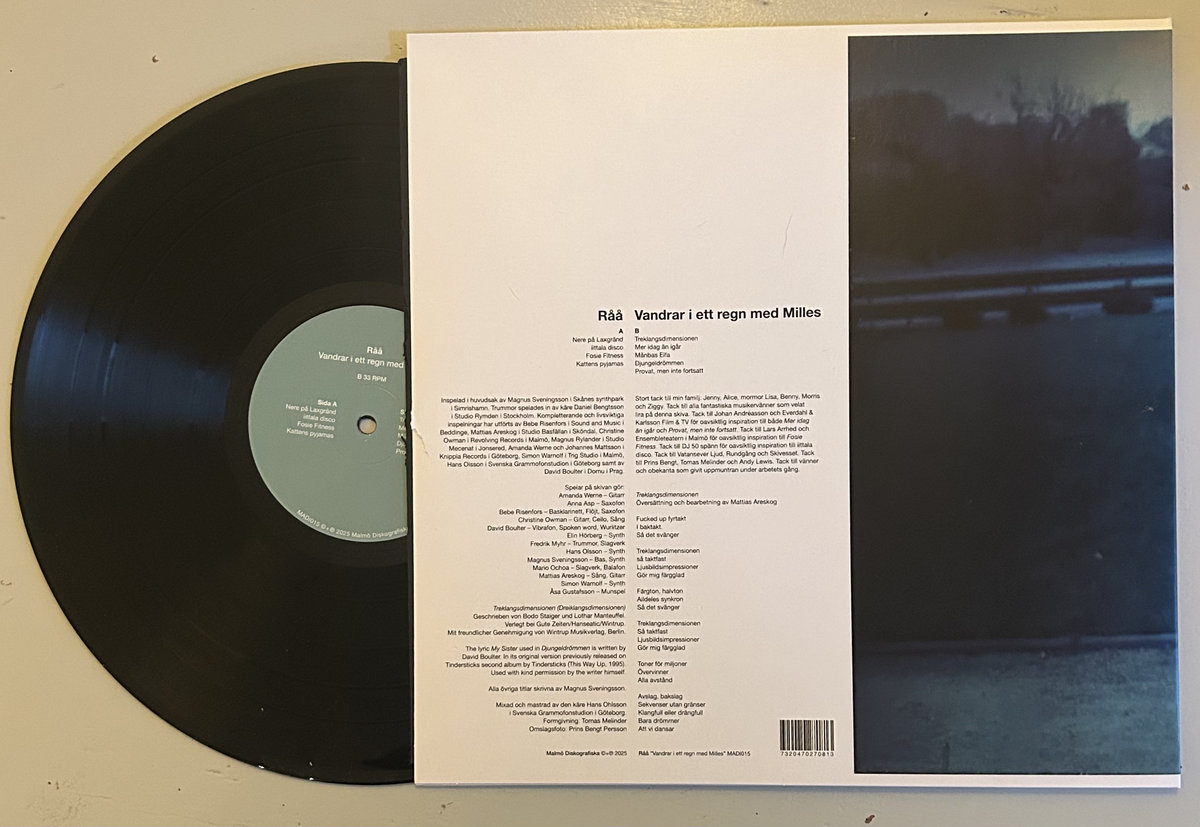 Råå
Vandrar i ett regn med
B 33 RPM
Sida A
Nere på Laxgränd
iittala disco
Fosie Fitness
Kattens pyjamas
MADI015 ©+℗ 2025 Malmö Diskografiska
Råå Vandrar i ett regn med Milles
A
Nere på Laxgränd
iittala disco
Fosie Fitness
Kattens pyjamas
B
Treklangsdimensionen
Mer idag än igår
Månbas Elfa
Djungeldrömmen
Provat, men inte fortsatt
Inspelad i huvudsak av Magnus Sveningsson i Skånes synthpark
i Simrishamn. Trummor spelades in av käre Daniel Bengtsson
i Studio Rymden i Stockholm. Kompletterande och livsviktiga
inspelningar har utförts av Bebe Risenfors i Sound and Music i
Beddinge, Mattias Areskog i Studio Basfällan i Sköndal, Christine
Owman i Revolving Records i Malmö, Magnus Rylander i Studio
Mecenat i Jonsered, Amanda Werne och Johannes Mattsson i
Knippla Records i Göteborg, Simon Warnolf i Trig Studio i Malmö,
Hans Olsson i Svenska Grammofonstudion i Göteborg samt av
David Boulter i Domu i Prag.
Spelar på skivan gör:
Amanda Werne – Gitarr
Anna Asp – Saxofon
Bebe Risenfors – Basklarinett, Flöjt, Saxofon
Christine Owman – Gitarr, Cello, Sång
David Boulter – Vibrafon, Spoken word, Wurlitzer
Elin Hörberg – Synth
Fredrik Myhr – Trummor, Slagverk
Hans Olsson – Synth
Magnus Sveningsson – Bas, Synth
Mario Ochoa – Slagverk, Balafon
Mattias Areskog – Sång, Gitarr
Simon Warnolf – Synth
Åsa Gustafsson – Munspel
Treklangsdimensionen (Dreiklangsdimensionen)
Geschrieben von Bodo Staiger und Lothar Manteuffel.
Verlegt bei Gute Zeiten/Hanseatic/Wintrup.
Mit freundlicher Genehmigung von Wintrup Musikverlag, Berlin.
The lyric My Sister used in Djungeldrömmen is written by
David Boulter. In its original version previously released on
Tindersticks second album by Tindersticks (This Way Up, 1995).
Used with kind permission by the writer himself.
Alla övriga titlar skrivna av Magnus Sveningsson.
Mixad och mastrad av den käre Hans Ohlsson
i Svenska Grammofonstudion i Göteborg.
Formgivning: Tomas Melinder
Omslagsfoto: Prins Bengt Persson
Malmö Diskografiska ©+℗ 2025
Stort tack till min familj: Jenny, Alice, mormor Lisa, Benny, Morris
och Ziggy. Tack till alla fantastiska musikervänner som velat
lira på denna skiva. Tack till Johan Andréasson och Everdahl &
Karlsson Film & TV för oavsiktlig inspiration till både Mer idag
än igår och Provat, men inte fortsatt. Tack till Lars Arrhed och
Ensembleteatern i Malmö för oavsiktlig inspiration till Fosie
Fitness. Tack till DJ 50 spänn för oavsiktlig inspiration till iittala
disco. Tack till Vatansever Ljud, Rundgång och Skivesset. Tack
till Prins Bengt, Tomas Melinder och Andy Lewis. Tack till vänner
och obekanta som givit uppmuntran under arbetets gång.
Treklangsdimensionen
Översättning och bearbetning av Mattias Areskog
Fucked up fyrtakt
I baktakt.
Så det svänger
Treklangsdimensionen
så taktfast
Ljusbildsimpressioner
Gör mig färgglad
Färgton, halvton
Alldeles synkron
Så det svänger
Treklangsdimensionen
Så taktfast
Ljusbildsimpressioner
Gör mig färgglad
Toner för miljoner
Övervinner
Alla avstånd
Avslag, bakslag
Sekvenser utan gränser
Klangfull eller drängfull
Bara drömmer
Att vi dansar
Råå "Vandrar i ett regn med Milles" MADI015
7320470270813